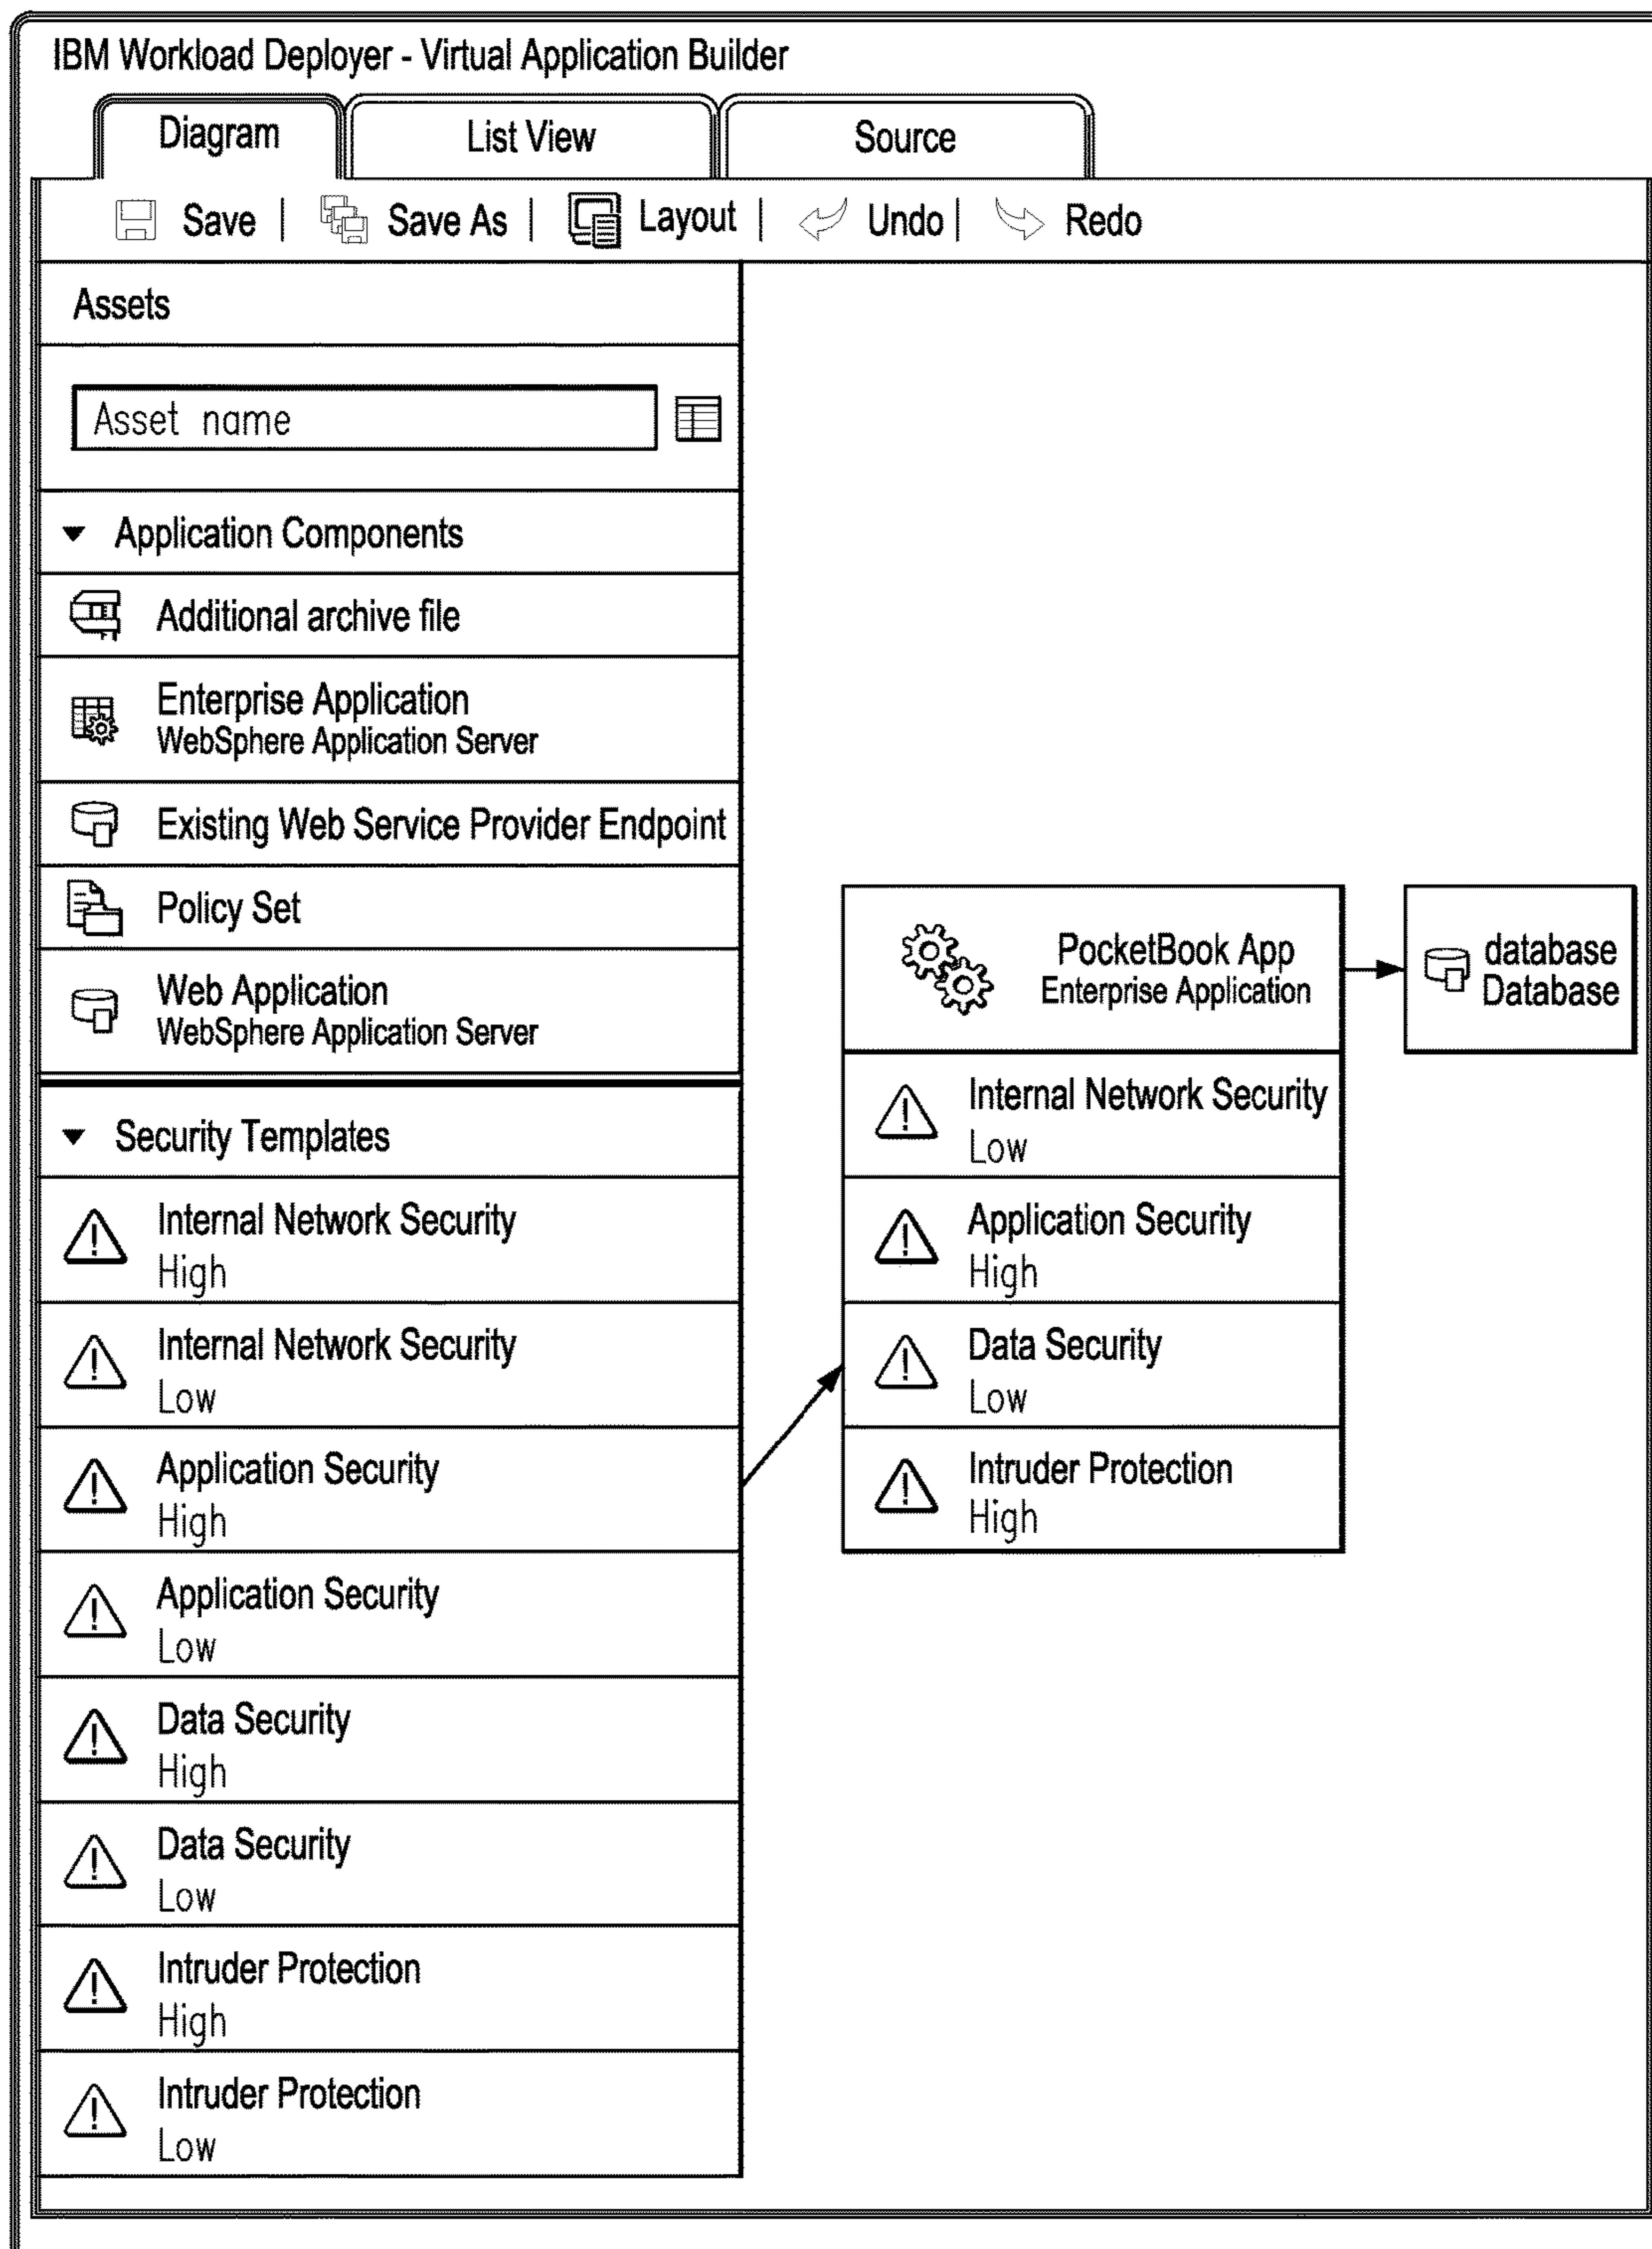 IBM Workload Deployer - Virtual Application Builder
Diagram
List View
Source
Save | Save As | Layout | Undo | Redo
Assets
Asset name
Application Components
Additional archive file
Enterprise Application
WebSphere Application Server
Existing Web Service Provider Endpoint
Policy Set
Web Application
WebSphere Application Server
Security Templates
Internal Network Security
High
Internal Network Security
Low
Application Security
High
Application Security
Low
Data Security
High
Data Security
Low
Intruder Protection
High
Intruder Protection
Low
PocketBook App
Enterprise Application
Internal Network Security
Low
Application Security
High
Data Security
Low
Intruder Protection
High
database
Database